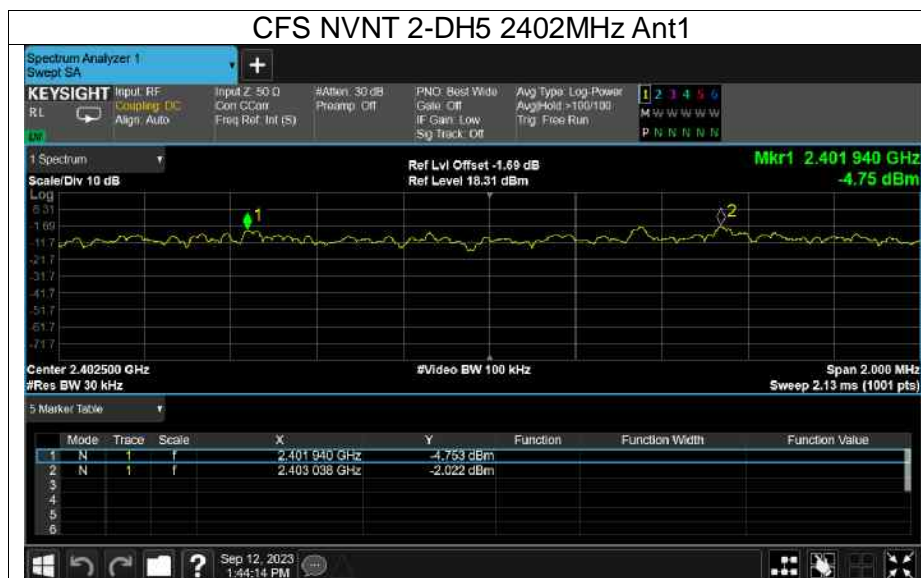 CFS NVNT 2-DH5 2402MHz Ant1
Spectrum Analyzer 1
Swept SA
+
KEYSIGHT
RL
Input: RF
Coupling: DC
Align: Auto
Input Z: 50 Ω
Corr CCorr
Freq Ref: Int (S)
#Atten: 30 dB
Preamp: Off
PNO: Best Wide
Gate: Off
IF Gain: Low
Sig Track: Off
Avg Type: Log-Power
Avg|Hold: >100/100
Trig: Free Run
1 2 3 4 5 6
M W W W W W
P N N N N N
1 Spectrum
Scale/Div 10 dB
Ref Lvl Offset -1.69 dB
Ref Level 18.31 dBm
Mkr1 2.401 940 GHz
-4.75 dBm
Log
8.31
-1.69
-11.7
-21.7
-31.7
-41.7
-51.7
-61.7
-71.7
1
2
Center 2.402500 GHz
#Res BW 30 kHz
#Video BW 100 kHz
Span 2.000 MHz
Sweep 2.13 ms (1001 pts)
5 Marker Table
Mode Trace Scale X Y Function Function Width Function Value
1 N 1 f 2.401 940 GHz -4.753 dBm
2 N 1 f 2.403 038 GHz -2.022 dBm
3
4
5
6
?
Sep 12, 2023
1:44:14 PM